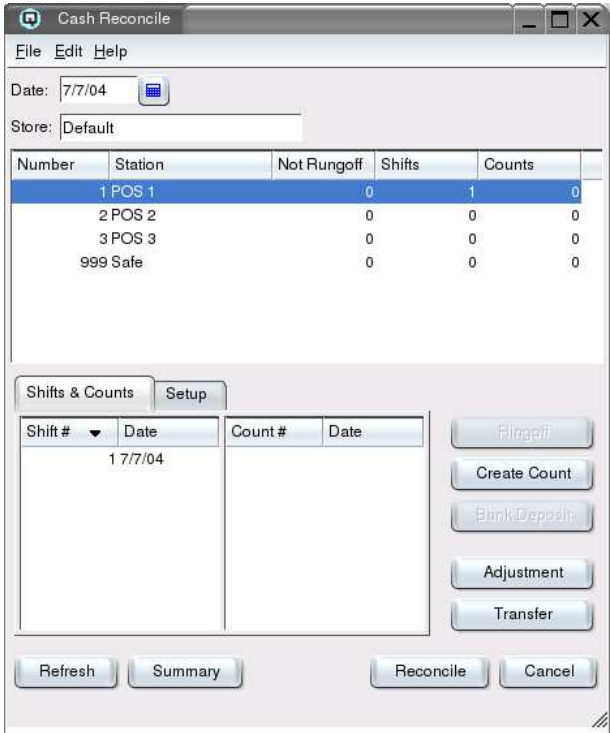 Cash Reconcile
File Edit Help
Date: 7/7/04
Store: Default
Number Station Not Rungoff Shifts Counts
1 POS 1 0 1 0
2 POS 2 0 0 0
3 POS 3 0 0 0
999 Safe 0 0 0
Shifts & Counts Setup
Shift # Date Count # Date
1 7/7/04
Ringoff
Create Count
Bank Deposit
Adjustment
Transfer
Refresh Summary Reconcile Cancel